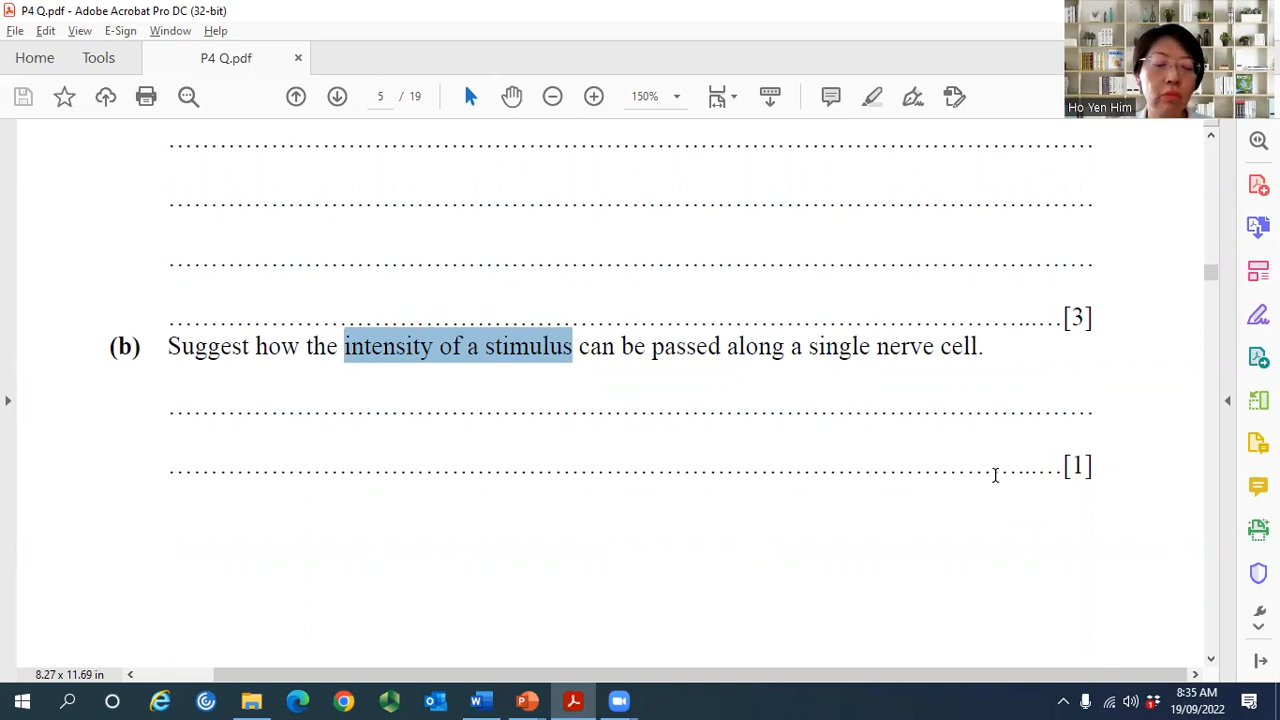 P4 Q.pdf - Adobe Acrobat Pro DC (32-bit)
File Edit View E-Sign Window Help
Home Tools P4 Q.pdf ×
5 / 19 150%
Ho Yen Him
................................................................................
................................................................................
................................................................................
................................................................................[3]
(b) Suggest how the intensity of a stimulus can be passed along a single nerve cell.
................................................................................
................................................................................[1]
8.27 x 11.69 in
8:35 AM
19/09/2022